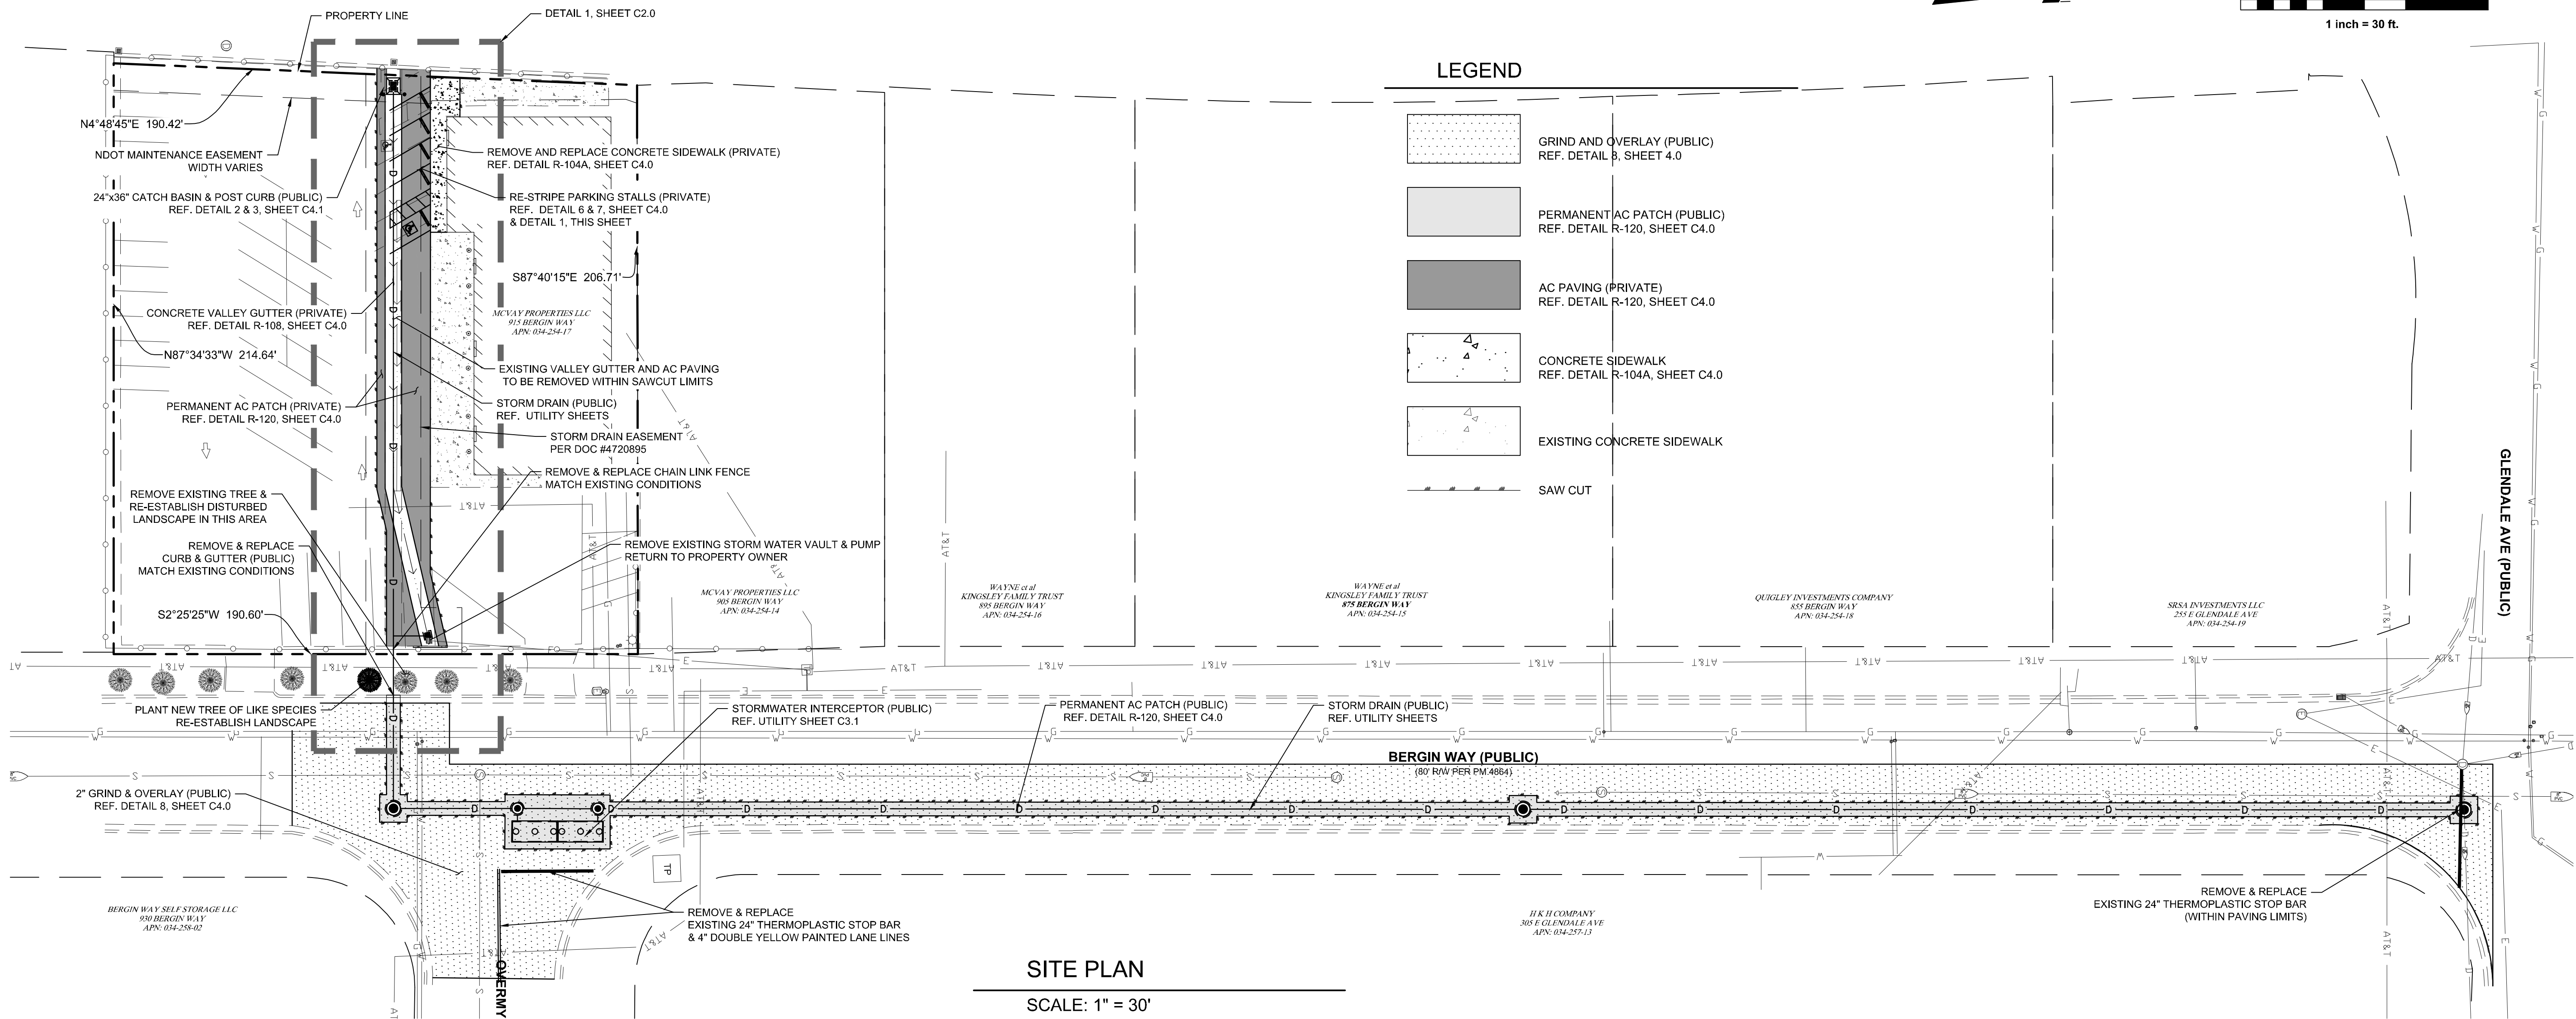 PROPERTY LINE
DETAIL 1, SHEET C2.0
1 inch = 30 ft.
N4°48'45"E 190.42'
NDOT MAINTENANCE EASEMENT
WIDTH VARIES
24"x36" CATCH BASIN & POST CURB (PUBLIC)
REF. DETAIL 2 & 3, SHEET C4.1
CONCRETE VALLEY GUTTER (PRIVATE)
REF. DETAIL R-108, SHEET C4.0
N87°34'33"W 214.64'
PERMANENT AC PATCH (PRIVATE)
REF. DETAIL R-120, SHEET C4.0
REMOVE EXISTING TREE &
RE-ESTABLISH DISTURBED
LANDSCAPE IN THIS AREA
REMOVE & REPLACE
CURB & GUTTER (PUBLIC)
MATCH EXISTING CONDITIONS
S2°25'25"W 190.60'
PLANT NEW TREE OF LIKE SPECIES
RE-ESTABLISH LANDSCAPE
2" GRIND & OVERLAY (PUBLIC)
REF. DETAIL 8, SHEET C4.0
BERGIN WAY SELF STORAGE LLC
930 BERGIN WAY
APN: 034-258-02
REMOVE AND REPLACE CONCRETE SIDEWALK (PRIVATE)
REF. DETAIL R-104A, SHEET C4.0
RE-STRIPE PARKING STALLS (PRIVATE)
REF. DETAIL 6 & 7, SHEET C4.0
& DETAIL 1, THIS SHEET
S87°40'15"E 206.71'
MCVAY PROPERTIES LLC
915 BERGIN WAY
APN: 034-254-17
EXISTING VALLEY GUTTER AND AC PAVING
TO BE REMOVED WITHIN SAWCUT LIMITS
STORM DRAIN (PUBLIC)
REF. UTILITY SHEETS
STORM DRAIN EASEMENT
PER DOC #4720895
REMOVE & REPLACE CHAIN LINK FENCE
MATCH EXISTING CONDITIONS
REMOVE EXISTING STORM WATER VAULT & PUMP
RETURN TO PROPERTY OWNER
MCVAY PROPERTIES LLC
905 BERGIN WAY
APN: 034-254-14
WAYNE et al
KINGSLEY FAMILY TRUST
895 BERGIN WAY
APN: 034-254-16
WAYNE et al
KINGSLEY FAMILY TRUST
875 BERGIN WAY
APN: 034-254-15
QUIGLEY INVESTMENTS COMPANY
855 BERGIN WAY
APN: 034-254-18
SRSA INVESTMENTS LLC
255 E GLENDALE AVE
APN: 034-254-19
LEGEND
GRIND AND OVERLAY (PUBLIC)
REF. DETAIL 8, SHEET 4.0
PERMANENT AC PATCH (PUBLIC)
REF. DETAIL R-120, SHEET C4.0
AC PAVING (PRIVATE)
REF. DETAIL R-120, SHEET C4.0
CONCRETE SIDEWALK
REF. DETAIL R-104A, SHEET C4.0
EXISTING CONCRETE SIDEWALK
SAW CUT
GLENDALE AVE (PUBLIC)
STORMWATER INTERCEPTOR (PUBLIC)
REF. UTILITY SHEET C3.1
PERMANENT AC PATCH (PUBLIC)
REF. DETAIL R-120, SHEET C4.0
STORM DRAIN (PUBLIC)
REF. UTILITY SHEETS
BERGIN WAY (PUBLIC)
(80' R/W PER PM 4864)
TP
REMOVE & REPLACE
EXISTING 24" THERMOPLASTIC STOP BAR
& 4" DOUBLE YELLOW PAINTED LANE LINES
OVERMY
H K H COMPANY
305 E GLENDALE AVE
APN: 034-257-13
REMOVE & REPLACE
EXISTING 24" THERMOPLASTIC STOP BAR
(WITHIN PAVING LIMITS)
SITE PLAN
SCALE: 1" = 30'